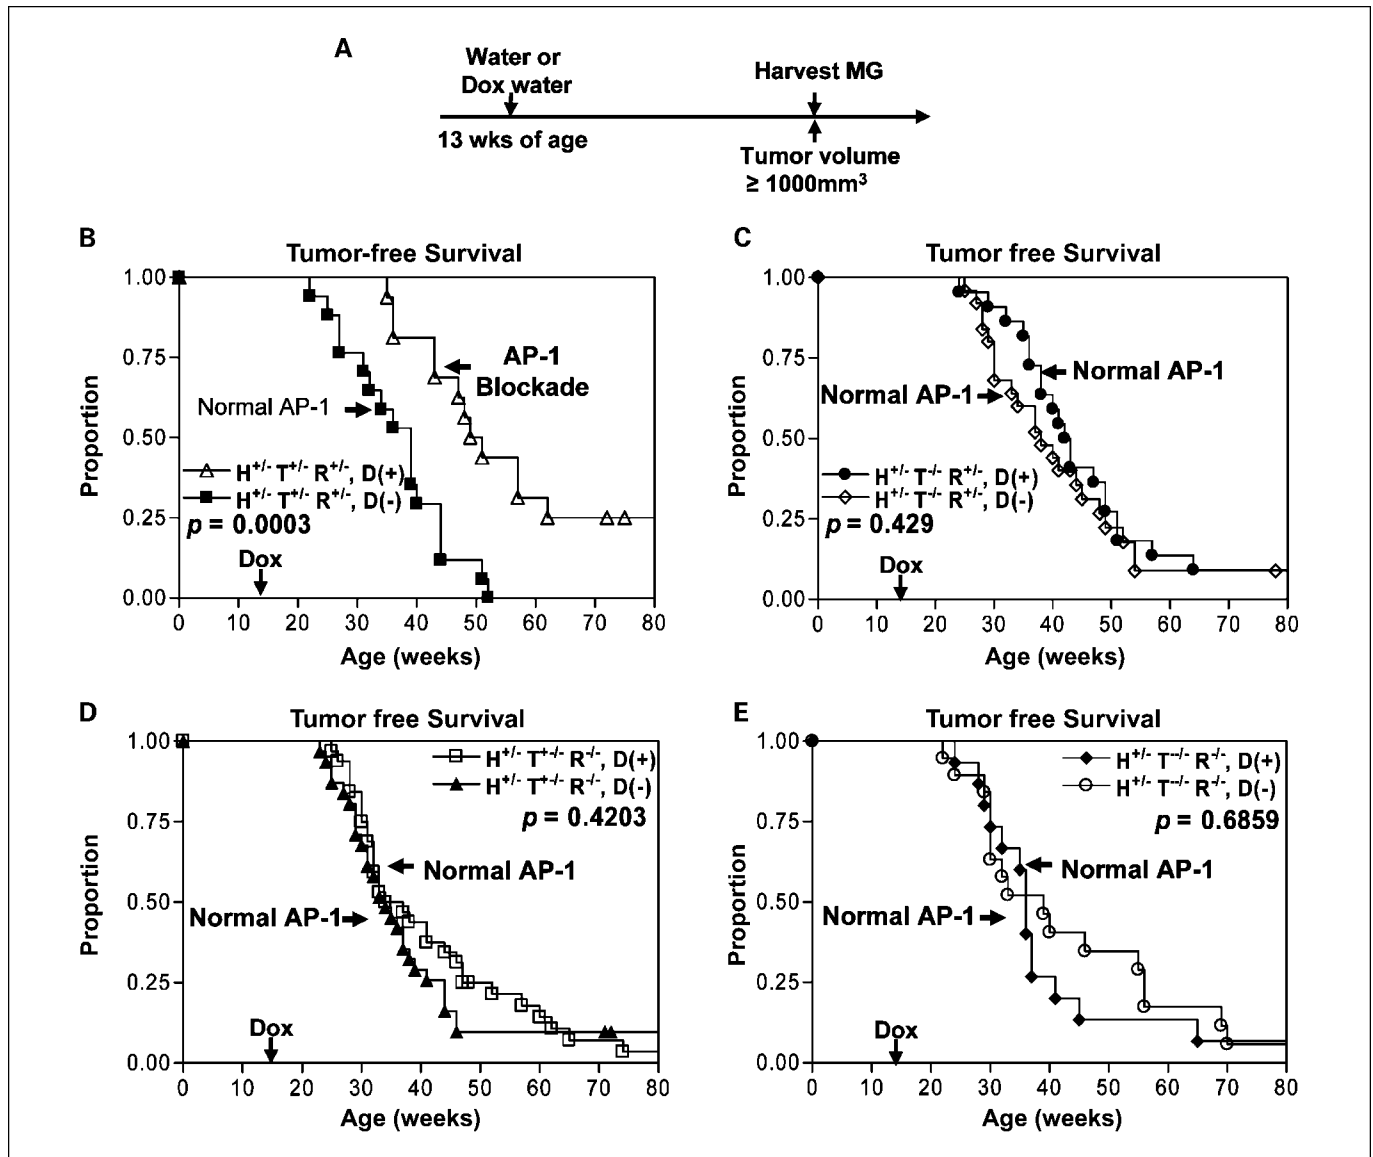 A
Water or
Dox water
Harvest MG
13 wks of age
Tumor volume
≥ 1000mm³
B
Tumor-free Survival
1.00
0.75
0.50
0.25
0.00
Proportion
AP-1
Blockade
Normal AP-1
H+/- T+/- R+/-, D(+)
H+/- T+/- R+/-, D(-)
p = 0.0003
Dox
0 10 20 30 40 50 60 70 80
Age (weeks)
C
Tumor free Survival
1.00
0.75
0.50
0.25
0.00
Proportion
Normal AP-1
Normal AP-1
H+/- T-/- R+/-, D(+)
H+/- T-/- R+/-, D(-)
p = 0.429
Dox
0 10 20 30 40 50 60 70 80
Age (weeks)
D
Tumor free Survival
1.00
0.75
0.50
0.25
0.00
Proportion
H+/- T+-/- R-/-, D(+)
H+/- T+-/- R-/-, D(-)
p = 0.4203
Normal AP-1
Normal AP-1
Dox
0 10 20 30 40 50 60 70 80
Age (weeks)
E
Tumor free Survival
1.00
0.75
0.50
0.25
0.00
Proportion
H+/- T--/- R-/-, D(+)
H+/- T--/- R-/-, D(-)
p = 0.6859
Normal AP-1
Normal AP-1
Dox
0 10 20 30 40 50 60 70 80
Age (weeks)